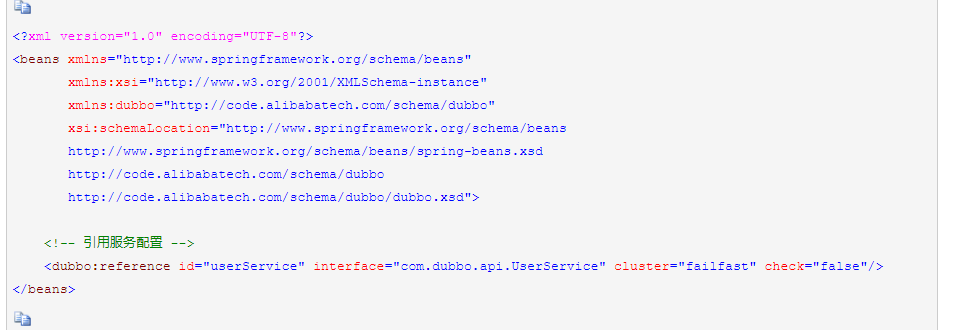 <?xml version="1.0" encoding="UTF-8"?>
<beans xmlns="http://www.springframework.org/schema/beans"
       xmlns:xsi="http://www.w3.org/2001/XMLSchema-instance"
       xmlns:dubbo="http://code.alibabatech.com/schema/dubbo"
       xsi:schemaLocation="http://www.springframework.org/schema/beans
       http://www.springframework.org/schema/beans/spring-beans.xsd
       http://code.alibabatech.com/schema/dubbo
       http://code.alibabatech.com/schema/dubbo/dubbo.xsd">
    <!-- 引用服务配置 -->
    <dubbo:reference id="userService" interface="com.dubbo.api.UserService" cluster="failfast" check="false"/>
</beans>